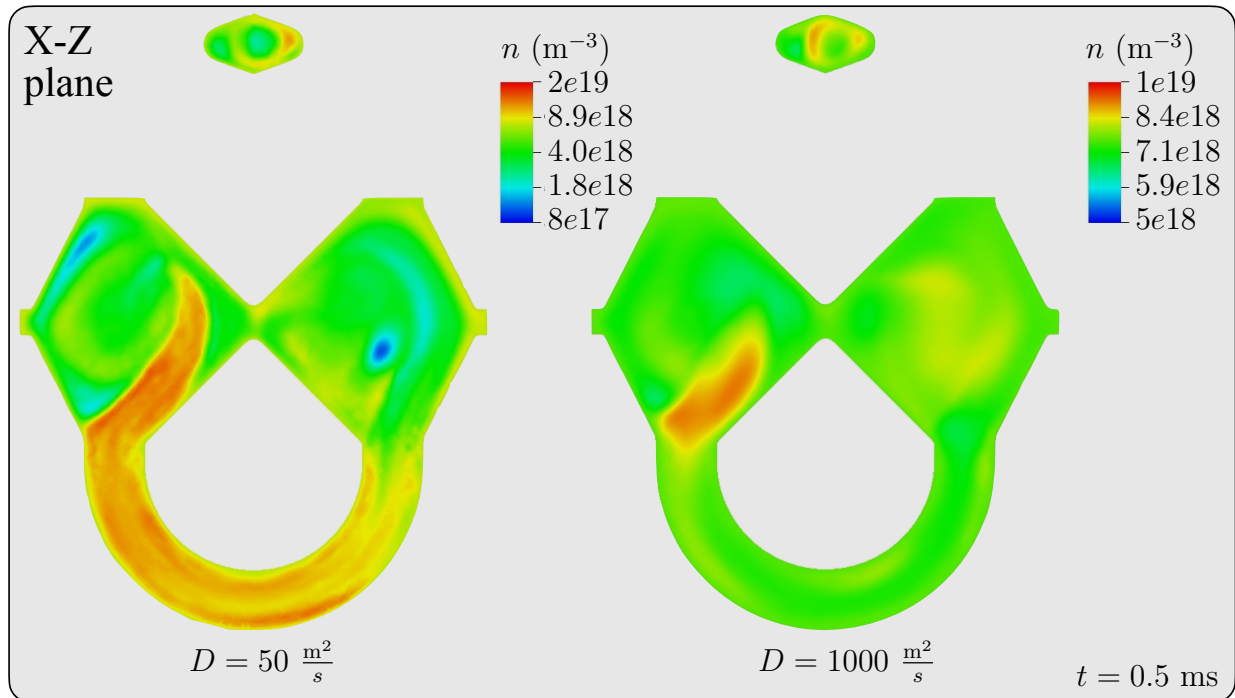 X-Z
plane
n (m⁻³)
2e19
8.9e18
4.0e18
1.8e18
8e17
n (m⁻³)
1e19
8.4e18
7.1e18
5.9e18
5e18
D = 50 m²/s
D = 1000 m²/s
t = 0.5 ms